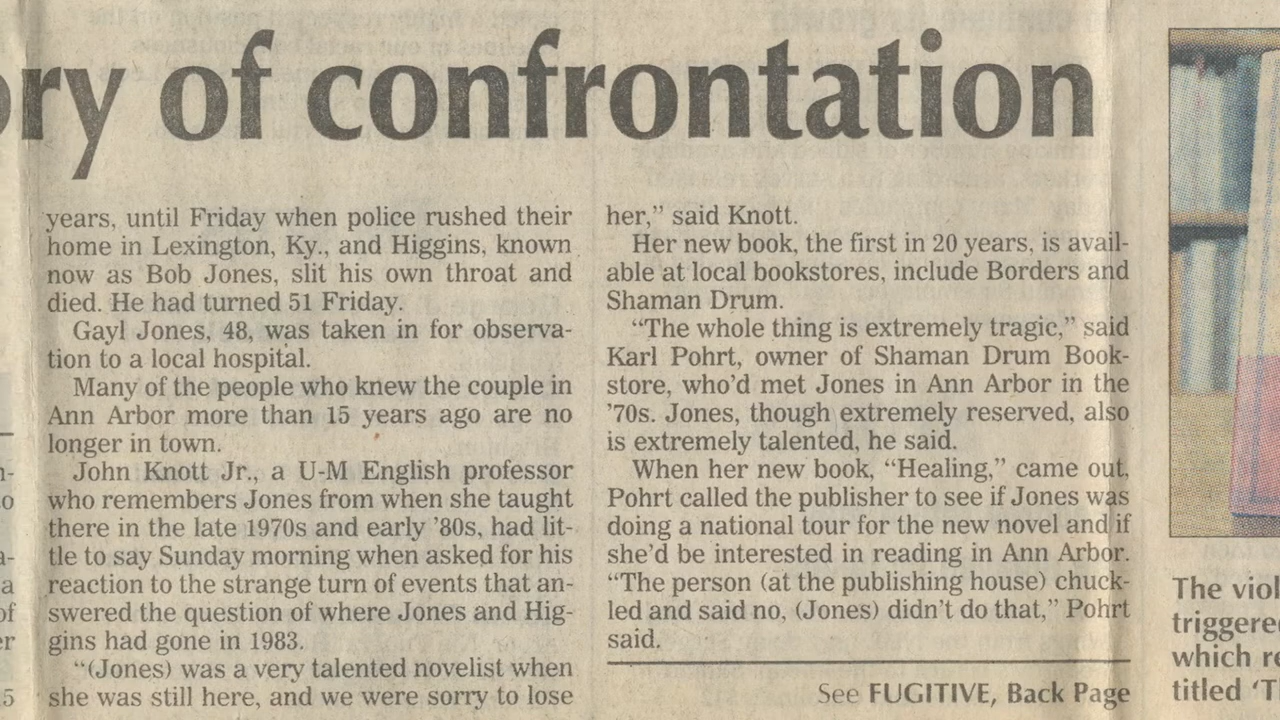 ry of confrontation
years, until Friday when police rushed their
home in Lexington, Ky., and Higgins, known
now as Bob Jones, slit his own throat and
died. He had turned 51 Friday.
Gayl Jones, 48, was taken in for observa-
tion to a local hospital.
Many of the people who knew the couple in
Ann Arbor more than 15 years ago are no
longer in town.
John Knott Jr., a U-M English professor
who remembers Jones from when she taught
there in the late 1970s and early '80s, had lit-
tle to say Sunday morning when asked for his
reaction to the strange turn of events that an-
swered the question of where Jones and Hig-
gins had gone in 1983.
"(Jones) was a very talented novelist when
she was still here, and we were sorry to lose
her," said Knott.
Her new book, the first in 20 years, is avail-
able at local bookstores, include Borders and
Shaman Drum.
"The whole thing is extremely tragic," said
Karl Pohrt, owner of Shaman Drum Book-
store, who'd met Jones in Ann Arbor in the
'70s. Jones, though extremely reserved, also
is extremely talented, he said.
When her new book, "Healing," came out,
Pohrt called the publisher to see if Jones was
doing a national tour for the new novel and if
she'd be interested in reading in Ann Arbor.
"The person (at the publishing house) chuck-
led and said no, (Jones) didn't do that," Pohrt
said.
See FUGITIVE, Back Page
The viol
triggere
which re
titled 'T